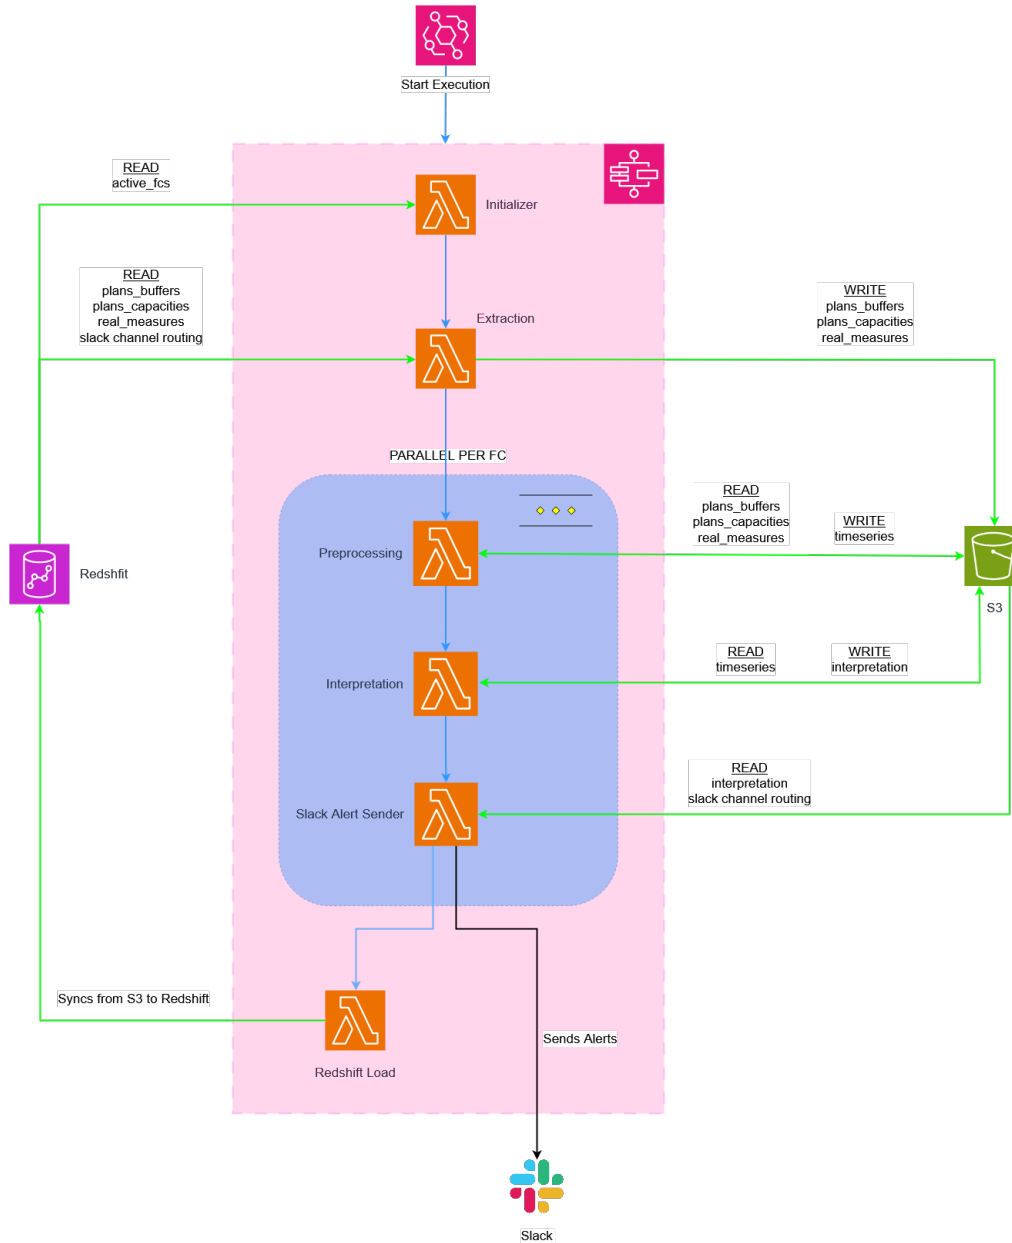 Start Execution
READ
active_fcs
Initializer
READ
plans_buffers
plans_capacities
real_measures
slack channel routing
Extraction
WRITE
plans_buffers
plans_capacities
real_measures
PARALLEL PER FC
READ
plans_buffers
plans_capacities
real_measures
WRITE
timeseries
Preprocessing
Redshfit
S3
READ
timeseries
WRITE
interpretation
Interpretation
READ
interpretation
slack channel routing
Slack Alert Sender
Syncs from S3 to Redshift
Sends Alerts
Redshift Load
Slack